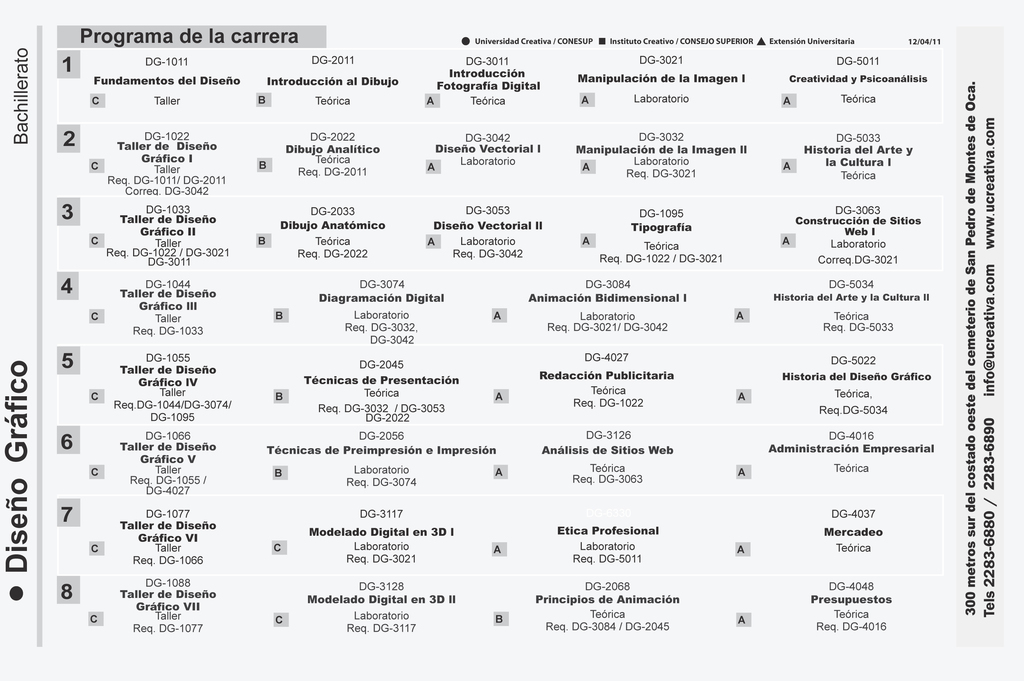 Programa de la carrera
● Universidad Creativa / CONESUP ■ Instituto Creativo / CONSEJO SUPERIOR ▲ Extensión Universitaria 12/04/11
Bachillerato
● Diseño Gráfico
1
DG-1011
Fundamentos del Diseño
C Taller
DG-2011
Introducción al Dibujo
B Teórica
DG-3011
Introducción
Fotografía Digital
A Teórica
DG-3021
Manipulación de la Imagen I
A Laboratorio
DG-5011
Creatividad y Psicoanálisis
A Teórica
2
DG-1022
Taller de Diseño
Gráfico I
C Taller
Req. DG-1011/ DG-2011
Correq. DG-3042
DG-2022
Dibujo Analítico
B Teórica
Req. DG-2011
DG-3042
Diseño Vectorial I
A Laboratorio
DG-3032
Manipulación de la Imagen II
A Laboratorio
Req. DG-3021
DG-5033
Historia del Arte y
la Cultura I
A Teórica
3
DG-1033
Taller de Diseño
Gráfico II
C Taller
Req. DG-1022 / DG-3021
DG-3011
DG-2033
Dibujo Anatómico
B Teórica
Req. DG-2022
DG-3053
Diseño Vectorial II
A Laboratorio
Req. DG-3042
DG-1095
Tipografía
A Teórica
Req. DG-1022 / DG-3021
DG-3063
Construcción de Sitios
Web I
A Laboratorio
Correq.DG-3021
4
DG-1044
Taller de Diseño
Gráfico III
C Taller
Req. DG-1033
DG-3074
Diagramación Digital
B Laboratorio
Req. DG-3032,
DG-3042
DG-3084
Animación Bidimensional I
A Laboratorio
Req. DG-3021/ DG-3042
DG-5034
Historia del Arte y la Cultura II
A Teórica
Req. DG-5033
5
DG-1055
Taller de Diseño
Gráfico IV
C Taller
Req.DG-1044/DG-3074/
DG-1095
DG-2045
Técnicas de Presentación
B Teórica
Req. DG-3032 / DG-3053
DG-2022
DG-4027
Redacción Publicitaria
A Teórica
Req. DG-1022
DG-5022
Historia del Diseño Gráfico
A Teórica,
Req.DG-5034
6
DG-1066
Taller de Diseño
Gráfico V
C Taller
Req. DG-1055 /
DG-4027
DG-2056
Técnicas de Preimpresión e Impresión
B Laboratorio
Req. DG-3074
DG-3126
Análisis de Sitios Web
A Teórica
Req. DG-3063
DG-4016
Administración Empresarial
A Teórica
7
DG-1077
Taller de Diseño
Gráfico VI
C Taller
Req. DG-1066
DG-3117
Modelado Digital en 3D I
C Laboratorio
Req. DG-3021
Etica Profesional
A Laboratorio
Req. DG-5011
DG-4037
Mercadeo
A Teórica
8
DG-1088
Taller de Diseño
Gráfico VII
C Taller
Req. DG-1077
DG-3128
Modelado Digital en 3D II
C Laboratorio
Req. DG-3117
DG-2068
Principios de Animación
B Teórica
Req. DG-3084 / DG-2045
DG-4048
Presupuestos
A Teórica
Req. DG-4016
300 metros sur del costado oeste del cementerio de San Pedro de Montes de Oca.
Tels 2283-6880 / 2283-6890 info@ucreativa.com www.ucreativa.com